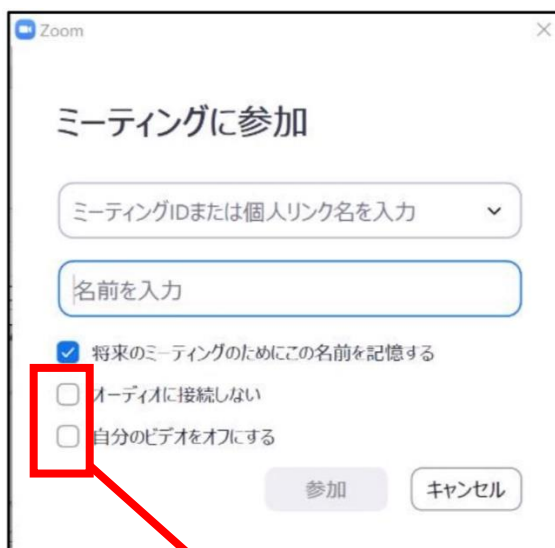 Zoom
ミーティングに参加
ミーティングIDまたは個人リンク名を入力
名前を入力
将来のミーティングのためにこの名前を記憶する
オーディオに接続しない
自分のビデオをオフにする
参加
キャンセル